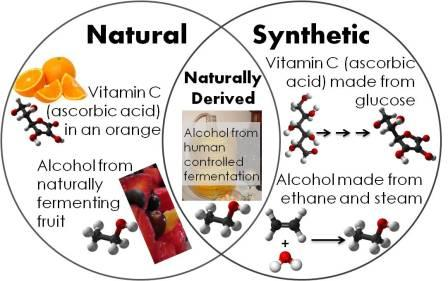 Natural
Synthetic
Naturally
Derived
Vitamin C
(ascorbic acid)
in an orange
Alcohol from
naturally
fermenting
fruit
Alcohol from
human
controlled
fermentation
Vitamin C (ascorbic
acid) made from
glucose
Alcohol made from
ethane and steam
+